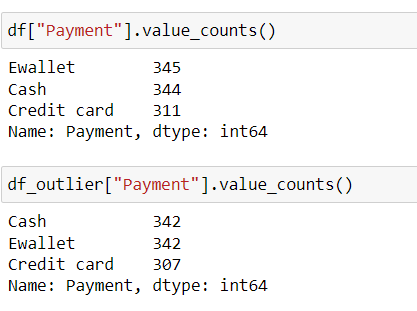 df["Payment"].value_counts()
Ewallet        345
Cash           344
Credit card    311
Name: Payment, dtype: int64
df_outlier["Payment"].value_counts()
Cash           342
Ewallet        342
Credit card    307
Name: Payment, dtype: int64